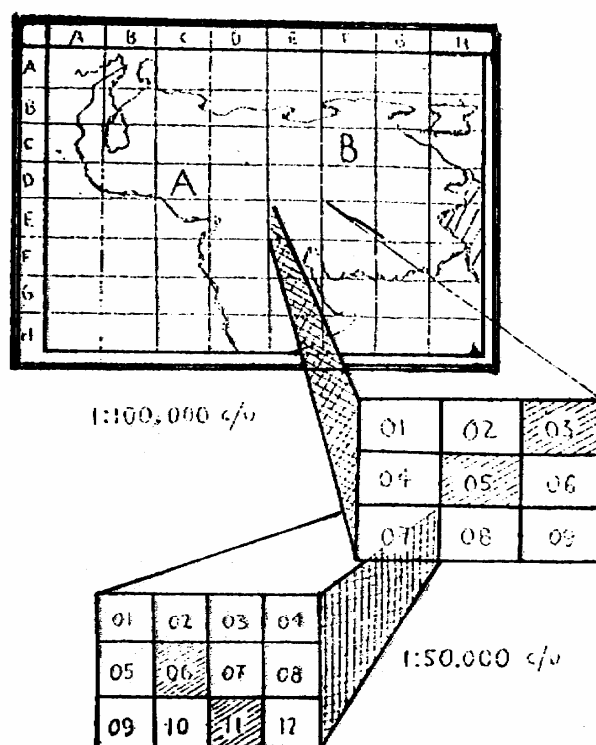 A B C D E F G H
A
B
C
D
E
F
G
H
A
B
1:100,000 c/u
01 02 03
04 05 06
07 08 09
01 02 03 04
05 06 07 08
09 10 11 12
1:50.000 c/u